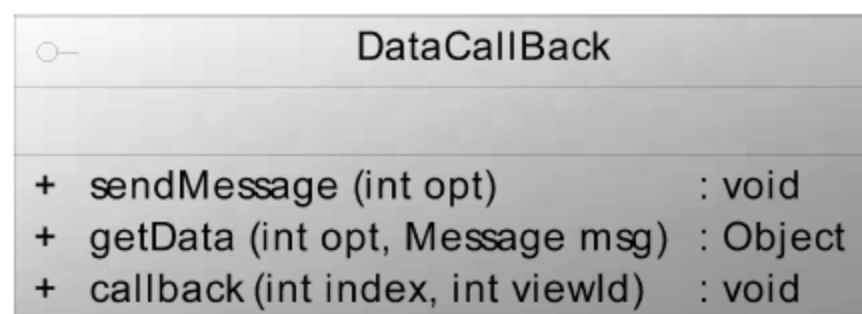 DataCallBack
+ sendMessage (int opt) : void
+ getData (int opt, Message msg) : Object
+ callback (int index, int viewId) : void